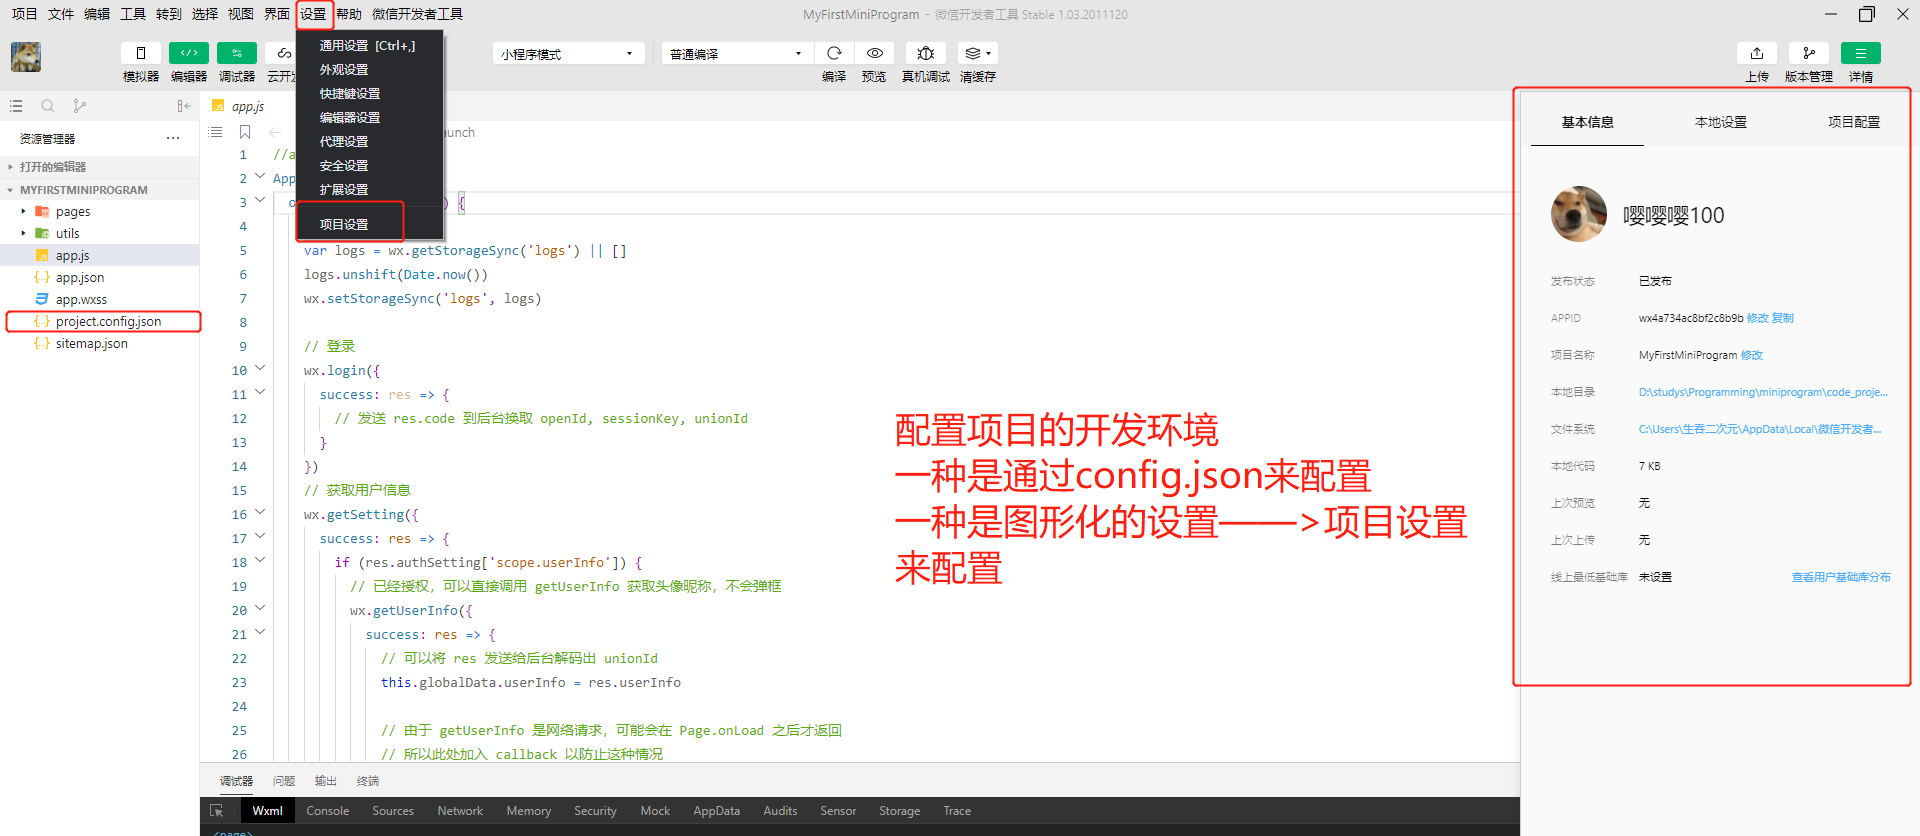 项目 文件 编辑 工具 转到 选择 视图 界面 设置 帮助 微信开发者工具
MyFirstMiniProgram - 微信开发者工具 Stable 1.03.2011120
模拟器 编辑器 调试器 云开发
小程序模式
普通编译
编译 预览 真机调试 清缓存
上传 版本管理 详情
通用设置 [Ctrl+,]
外观设置
快捷键设置
编辑器设置
代理设置
安全设置
扩展设置
项目设置
资源管理器
打开的编辑器
MYFIRSTMINIPROGRAM
pages
utils
app.js
app.json
app.wxss
project.config.json
sitemap.json
app.js
aunch
1 //a
2 App
3 o ) {
4
5 var logs = wx.getStorageSync('logs') || []
6 logs.unshift(Date.now())
7 wx.setStorageSync('logs', logs)
8
9 // 登录
10 wx.login({
11 success: res => {
12 // 发送 res.code 到后台换取 openId, sessionKey, unionId
13 }
14 })
15 // 获取用户信息
16 wx.getSetting({
17 success: res => {
18 if (res.authSetting['scope.userInfo']) {
19 // 已经授权，可以直接调用 getUserInfo 获取头像昵称，不会弹框
20 wx.getUserInfo({
21 success: res => {
22 // 可以将 res 发送给后台解码出 unionId
23 this.globalData.userInfo = res.userInfo
24
25 // 由于 getUserInfo 是网络请求，可能会在 Page.onLoad 之后才返回
26 // 所以此处加入 callback 以防止这种情况
配置项目的开发环境
一种是通过config.json来配置
一种是图形化的设置——>项目设置
来配置
调试器 问题 输出 终端
Wxml Console Sources Network Memory Security Mock AppData Audits Sensor Storage Trace
<page>
基本信息 本地设置 项目配置
嘤嘤嘤100
发布状态 已发布
APPID wx4a734ac8bf2c8b9b 修改 复制
项目名称 MyFirstMiniProgram 修改
本地目录 D:\studys\Programming\miniprogram\code_proje...
文件系统 C:\Users\生吞二次元\AppData\Local\微信开发者...
本地代码 7 KB
上次预览 无
上次上传 无
线上最低基础库 未设置 查看用户基础库分布